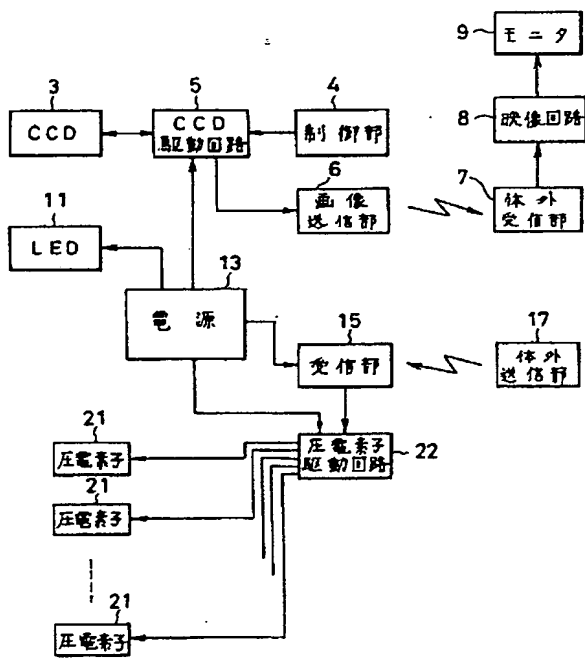 9
モニタ
3
CCD
5
CCD
駆動回路
4
制御部
8
映像回路
6
画像
送信部
7
体外
受信部
11
LED
13
電源
15
受信部
17
体外
送信部
21
圧電素子
圧電素子
駆動回路
22
21
圧電素子
21
圧電素子